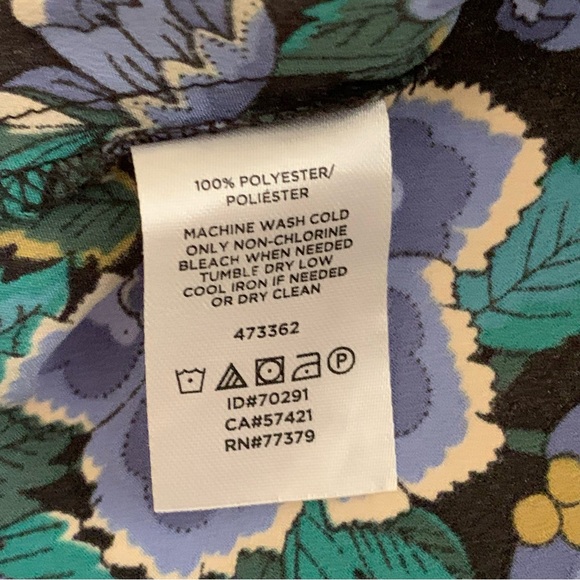 100% POLYESTER/
POLIÉSTER
MACHINE WASH COLD
ONLY NON-CHLORINE
BLEACH WHEN NEEDED
TUMBLE DRY LOW
COOL IRON IF NEEDED
OR DRY CLEAN
473362
P
ID#70291
CA#57421
RN#77379